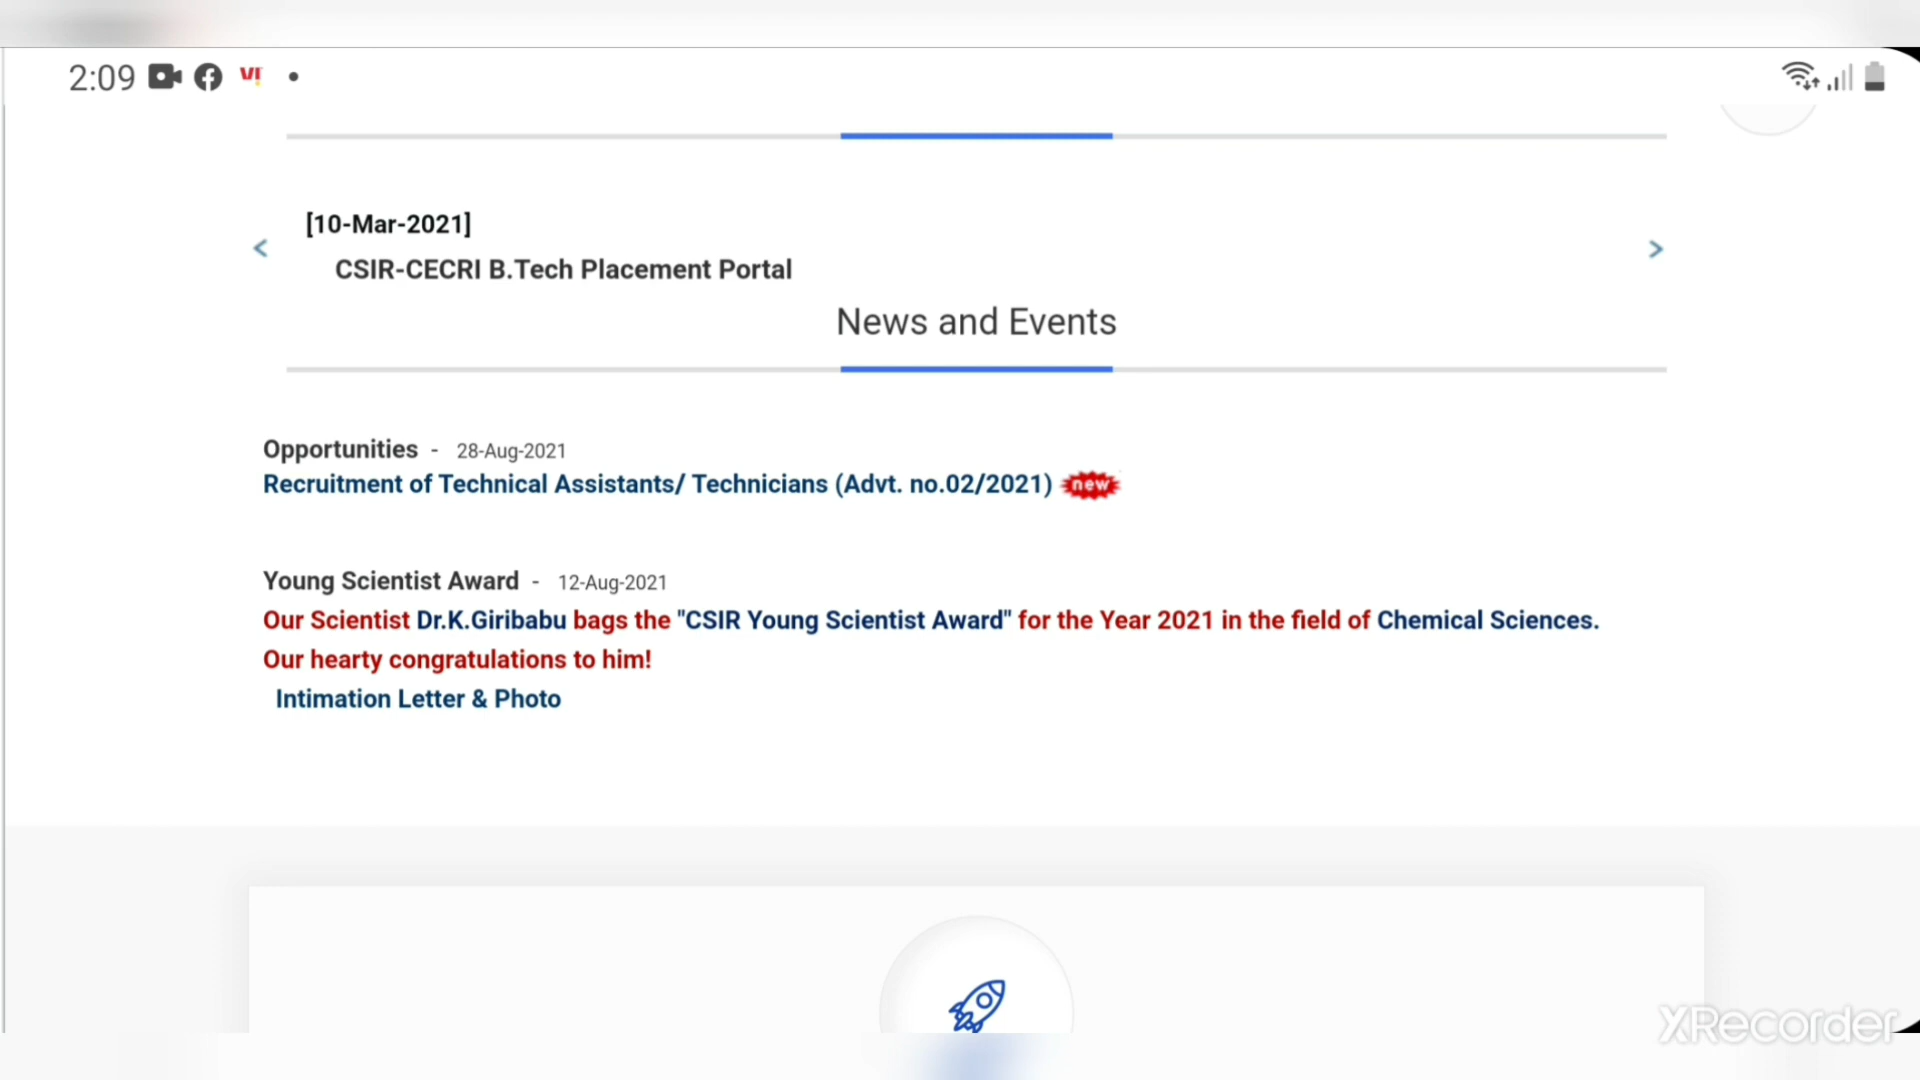 2:09
[10-Mar-2021]
CSIR-CECRI B.Tech Placement Portal
News and Events
Opportunities - 28-Aug-2021
Recruitment of Technical Assistants/ Technicians (Advt. no.02/2021) new
Young Scientist Award - 12-Aug-2021
Our Scientist Dr.K.Giribabu bags the "CSIR Young Scientist Award" for the Year 2021 in the field of Chemical Sciences.
Our hearty congratulations to him!
Intimation Letter & Photo
XRecorder